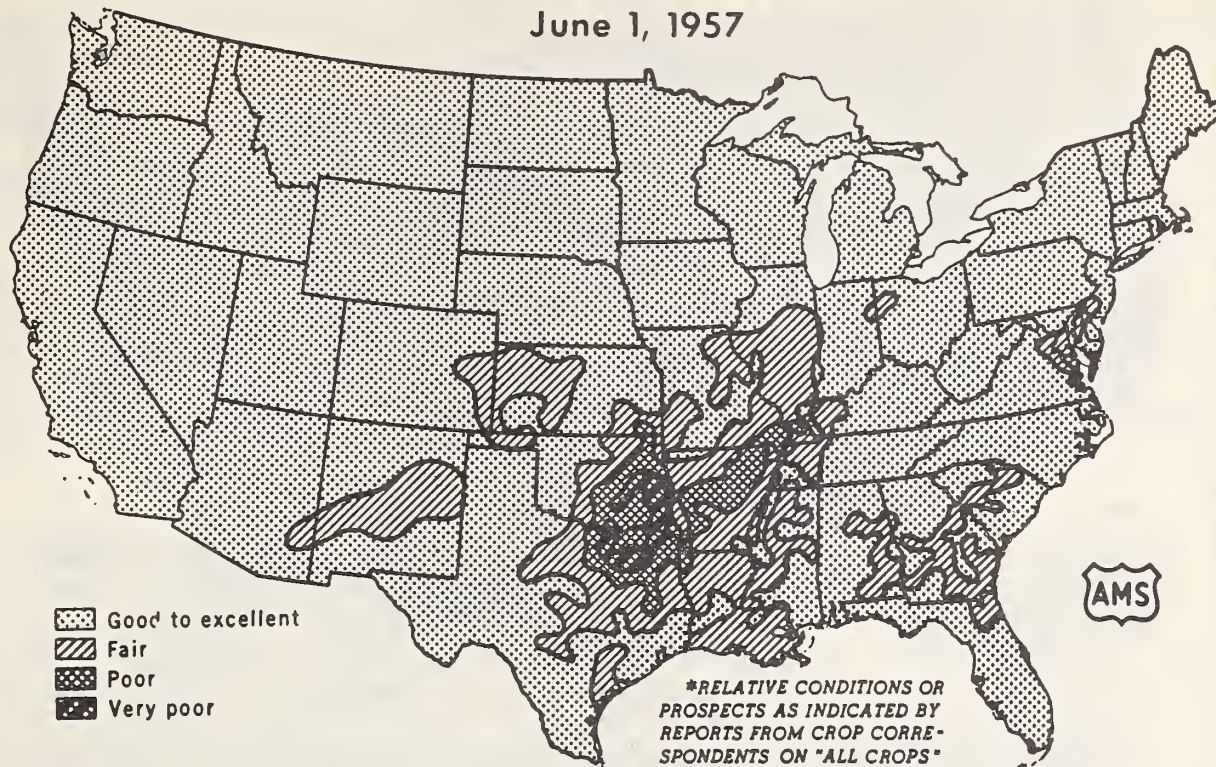 June 1, 1957
AMS
Good to excellent
Fair
Poor
Very poor
*RELATIVE CONDITIONS OR
PROSPECTS AS INDICATED BY
REPORTS FROM CROP CORRE-
SPONDENTS ON "ALL CROPS"